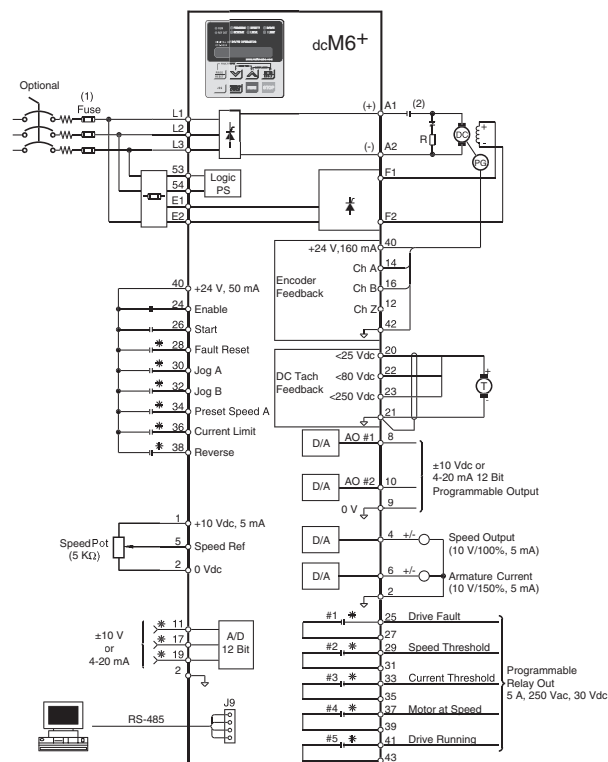 dcM6+
Optional
(1)
Fuse
L1
L2
L3
(+) A1 (2)
R
DC
+
-
(-) A2
PG
53
54
E1
E2
Logic
PS
F1
F2
+24 V,160 mA 40
Ch A 14
Ch B 16
Ch Z 12
42
Encoder
Feedback
40 +24 V, 50 mA
24 Enable
26 Start
28 Fault Reset
30 Jog A
32 Jog B
34 Preset Speed A
36 Current Limit
38 Reverse
<25 Vdc 20
<80 Vdc 22
<250 Vdc 23
21
DC Tach
Feedback
+
T
-
D/A AO #1 8
D/A AO #2 10
0 V 9
±10 Vdc or
4-20 mA 12 Bit
Programmable Output
1 +10 Vdc, 5 mA
SpeedPot
(5 KΩ)
5 Speed Ref
2 0 Vdc
D/A 4 +/- Speed Output
(10 V/100%, 5 mA)
D/A 6 +/- Armature Current
(10 V/150%, 5 mA)
2
±10 V
or
4-20 mA
11
17
19
2
A/D
12 Bit
#1 25 Drive Fault
27
#2 29 Speed Threshold
31
#3 33 Current Threshold
35
#4 37 Motor at Speed
39
#5 41 Drive Running
43
Programmable
Relay Out
5 A, 250 Vac, 30 Vdc
RS-485
J9